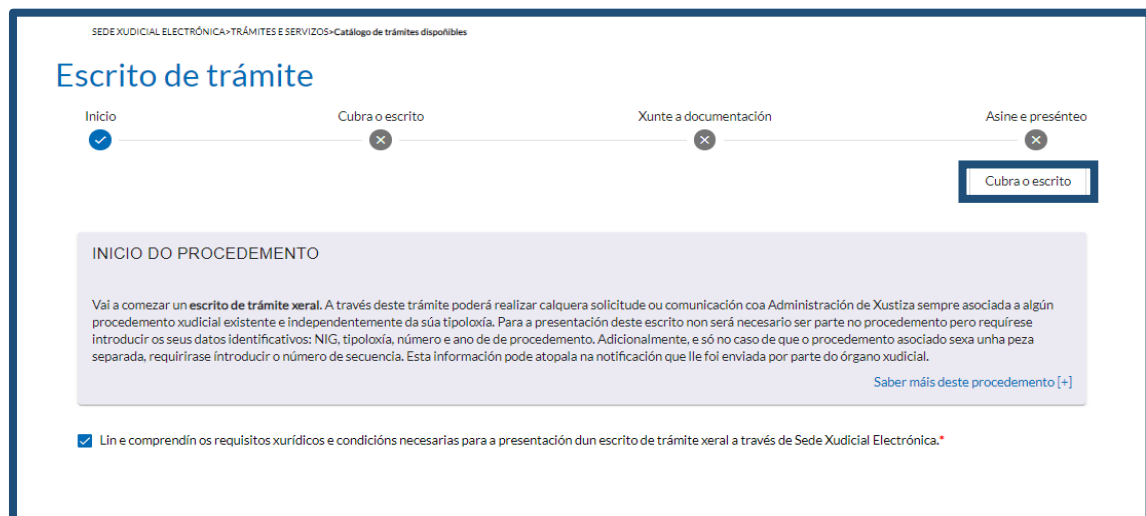 SEDE XUDICIAL ELECTRÓNICA>TRÁMITES E SERVIZOS>Catálogo de trámites dispoñibles
Escrito de trámite
Inicio
Cubra o escrito
Xunte a documentación
Asine e presénteo
Cubra o escrito
INICIO DO PROCEDEMENTO
Vai a comezar un escrito de trámite xeral. A través deste trámite poderá realizar calquera solicitude ou comunicación coa Administración de Xustiza sempre asociada a algún
procedemento xudicial existente e independentemente da súa tipoloxía. Para a presentación deste escrito non será necesario ser parte no procedemento pero requírese
introducir os seus datos identificativos: NIG, tipoloxía, número e ano de de procedemento. Adicionalmente, e só no caso de que o procedemento asociado sexa unha peza
separada, requirirase íntroducir o número de secuencia. Esta información pode atopala na notificación que lle foi enviada por parte do órgano xudicial.
Saber máis deste procedemento [+]
Lin e comprendín os requisitos xurídicos e condicións necesarias para a presentación dun escrito de trámite xeral a través de Sede Xudicial Electrónica.*